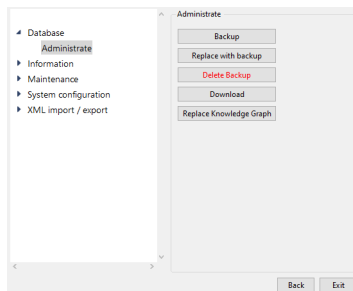 Database
Administrate
Information
Maintenance
System configuration
XML import / export
Administrate
Backup
Replace with backup
Delete Backup
Download
Replace Knowledge Graph
Back
Exit